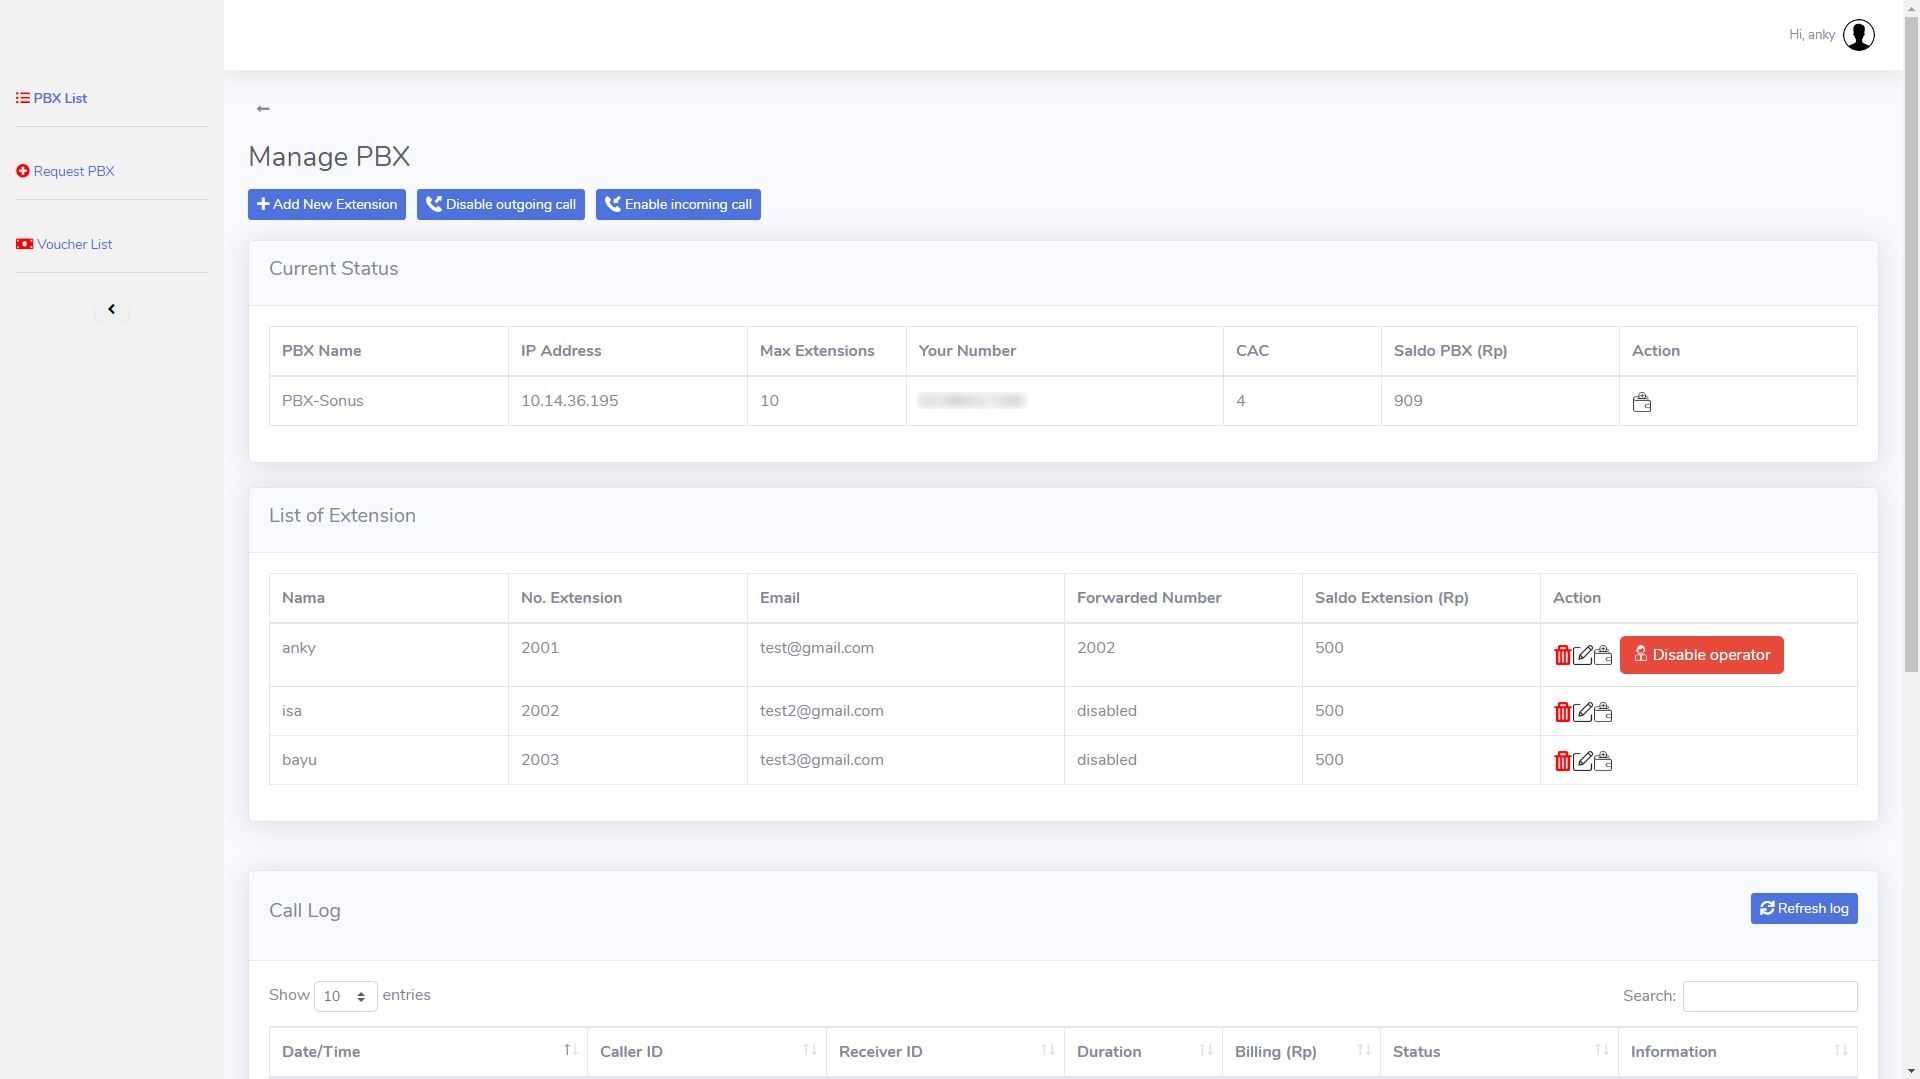 Hi, anky
PBX List
Request PBX
Voucher List
Manage PBX
Add New Extension Disable outgoing call Enable incoming call
Current Status
PBX Name IP Address Max Extensions Your Number CAC Saldo PBX (Rp) Action
PBX-Sonus 10.14.36.195 10 4 909
List of Extension
Nama No. Extension Email Forwarded Number Saldo Extension (Rp) Action
anky 2001 test@gmail.com 2002 500 Disable operator
isa 2002 test2@gmail.com disabled 500
bayu 2003 test3@gmail.com disabled 500
Call Log Refresh log
Show 10 entries Search:
Date/Time Caller ID Receiver ID Duration Billing (Rp) Status Information